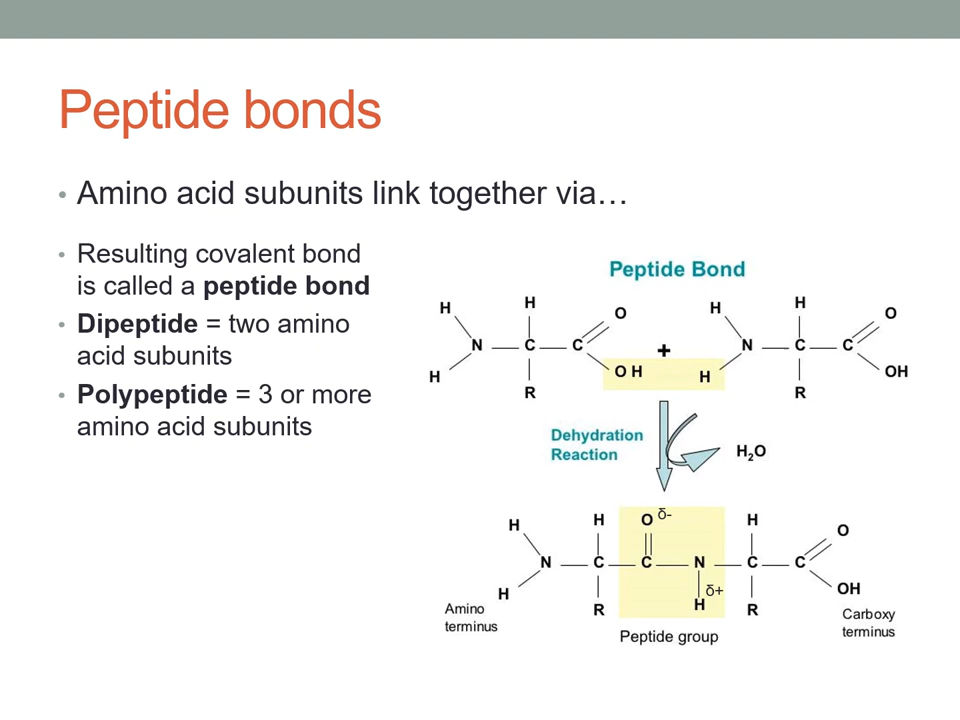 Peptide bonds
• Amino acid subunits link together via…
• Resulting covalent bond
is called a peptide bond
• Dipeptide = two amino
acid subunits
• Polypeptide = 3 or more
amino acid subunits
Peptide Bond
H H O H H O
N C C + N C C
H R O H H R OH
Dehydration
Reaction
H₂O
H H O δ- H O
N C C N C C
H R H δ+ R OH
Amino
terminus
Peptide group
Carboxy
terminus